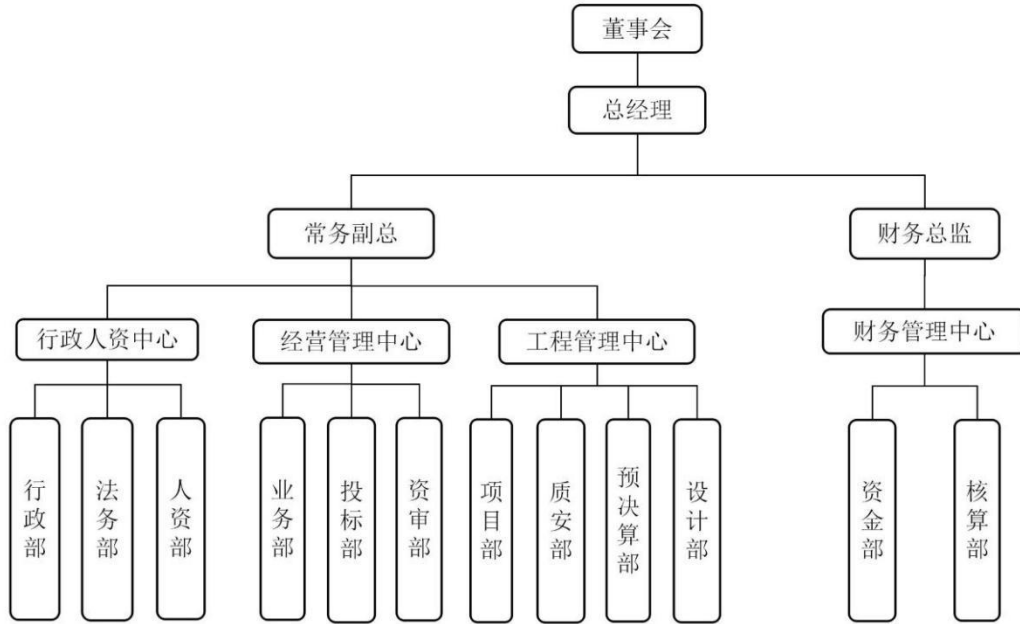 董事会
总经理
常务副总
财务总监
行政人资中心
经营管理中心
工程管理中心
财务管理中心
行政部
法务部
人资部
业务部
投标部
资审部
项目部
质安部
预决算部
设计部
资金部
核算部